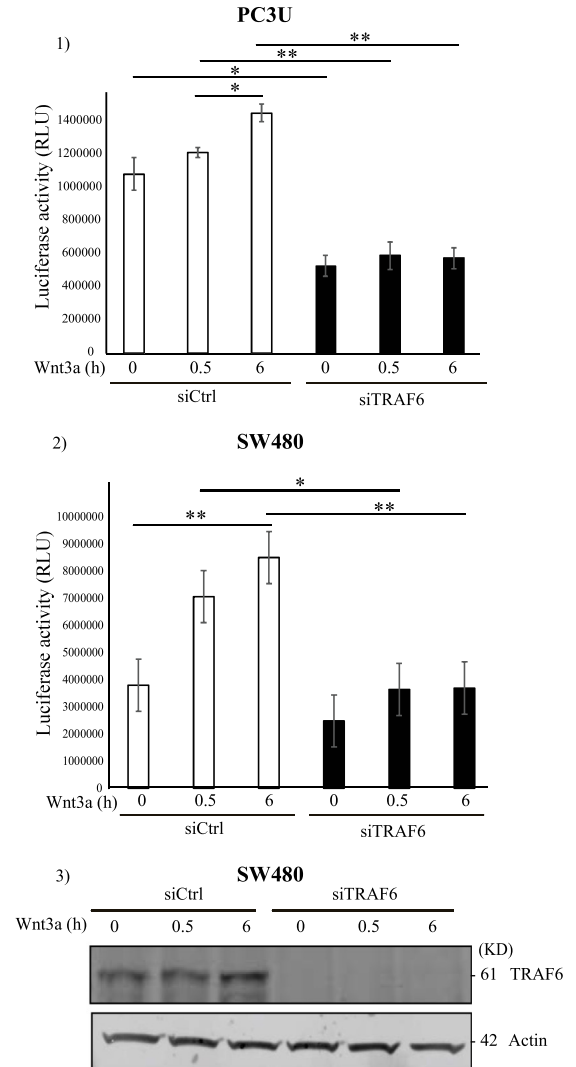 PC3U
1)
**
**
*
*
Luciferase activity (RLU)
1400000
1200000
1000000
800000
600000
400000
200000
0
Wnt3a (h) 0 0.5 6 0 0.5 6
siCtrl siTRAF6
2) SW480
*
** **
Luciferase activity (RLU)
10000000
9000000
8000000
7000000
6000000
5000000
4000000
3000000
2000000
1000000
0
Wnt3a (h) 0 0.5 6 0 0.5 6
siCtrl siTRAF6
3) SW480
siCtrl siTRAF6
Wnt3a (h) 0 0.5 6 0 0.5 6
(KD)
- 61 TRAF6
- 42 Actin